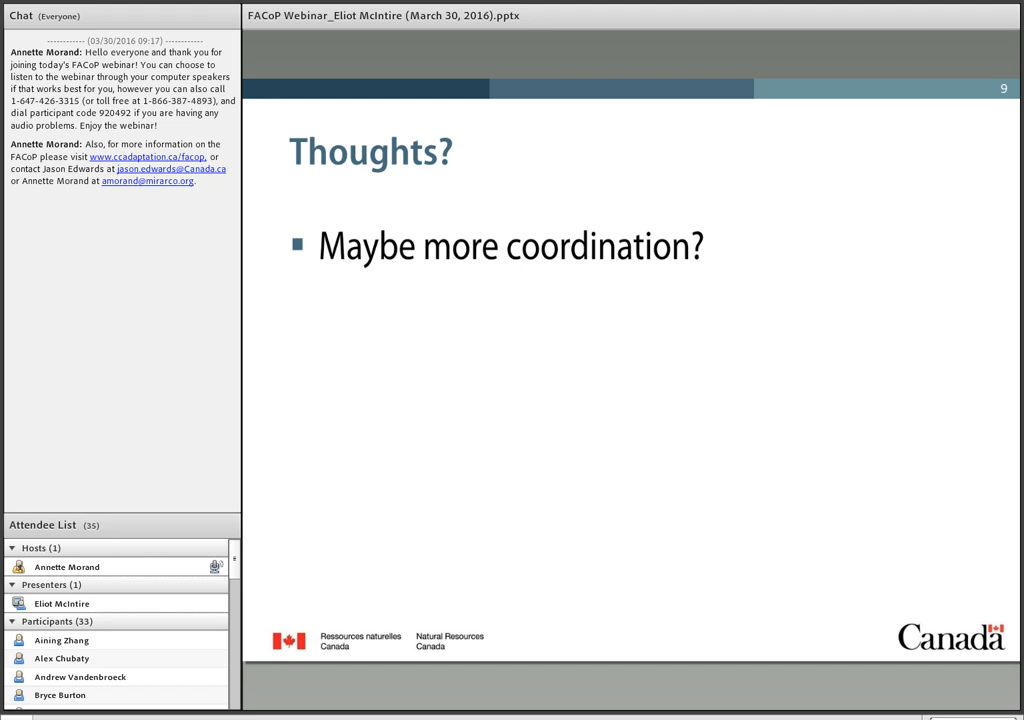 Chat (Everyone)
------------ (03/30/2016 09:17) ------------
Annette Morand: Hello everyone and thank you for
joining today's FACoP webinar! You can choose to
listen to the webinar through your computer speakers
if that works best for you, however you can also call
1-647-426-3315 (or toll free at 1-866-387-4893), and
dial participant code 920492 if you are having any
audio problems. Enjoy the webinar!
Annette Morand: Also, for more information on the
FACoP please visit www.ccadaptation.ca/facop, or
contact Jason Edwards at jason.edwards@Canada.ca
or Annette Morand at amorand@mirarco.org.
Attendee List (35)
Hosts (1)
Annette Morand
Presenters (1)
Eliot McIntire
Participants (33)
Aining Zhang
Alex Chubaty
Andrew Vandenbroeck
Bryce Burton
FACoP Webinar_Eliot McIntire (March 30, 2016).pptx
9
Thoughts?
Maybe more coordination?
Ressources naturelles
Canada
Natural Resources
Canada
Canada